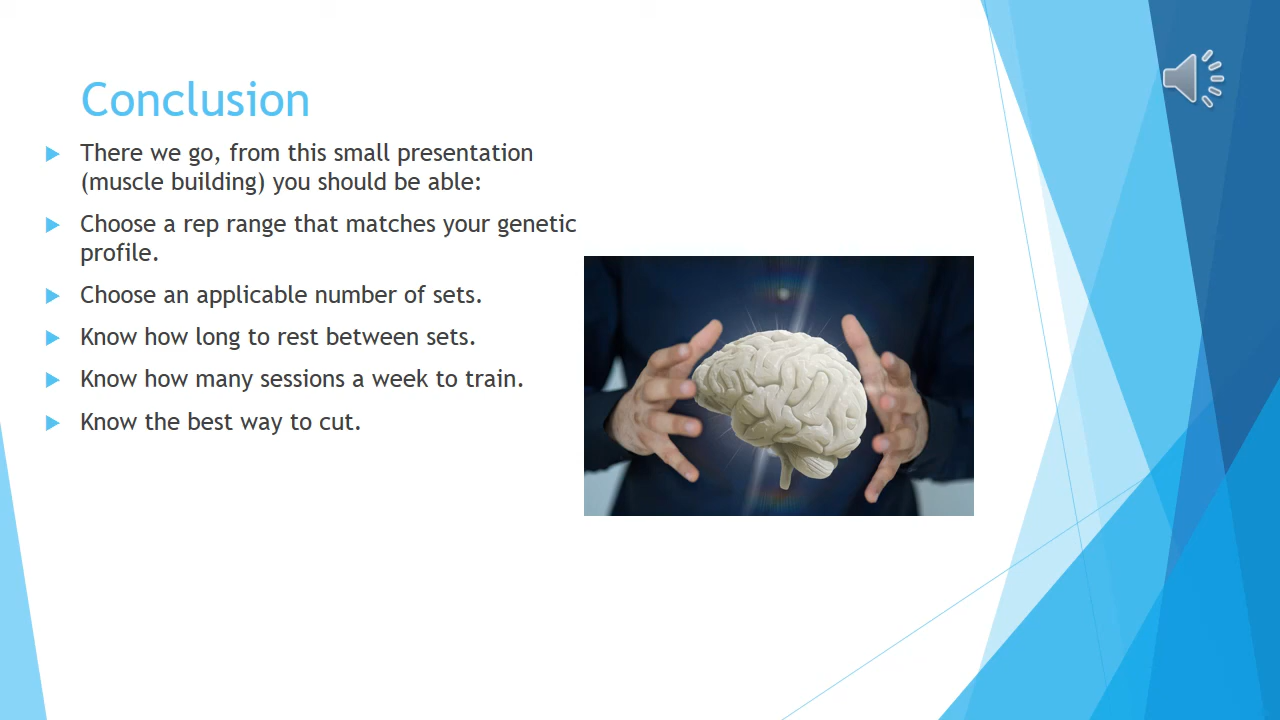 Conclusion
There we go, from this small presentation
(muscle building) you should be able:
Choose a rep range that matches your genetic
profile.
Choose an applicable number of sets.
Know how long to rest between sets.
Know how many sessions a week to train.
Know the best way to cut.